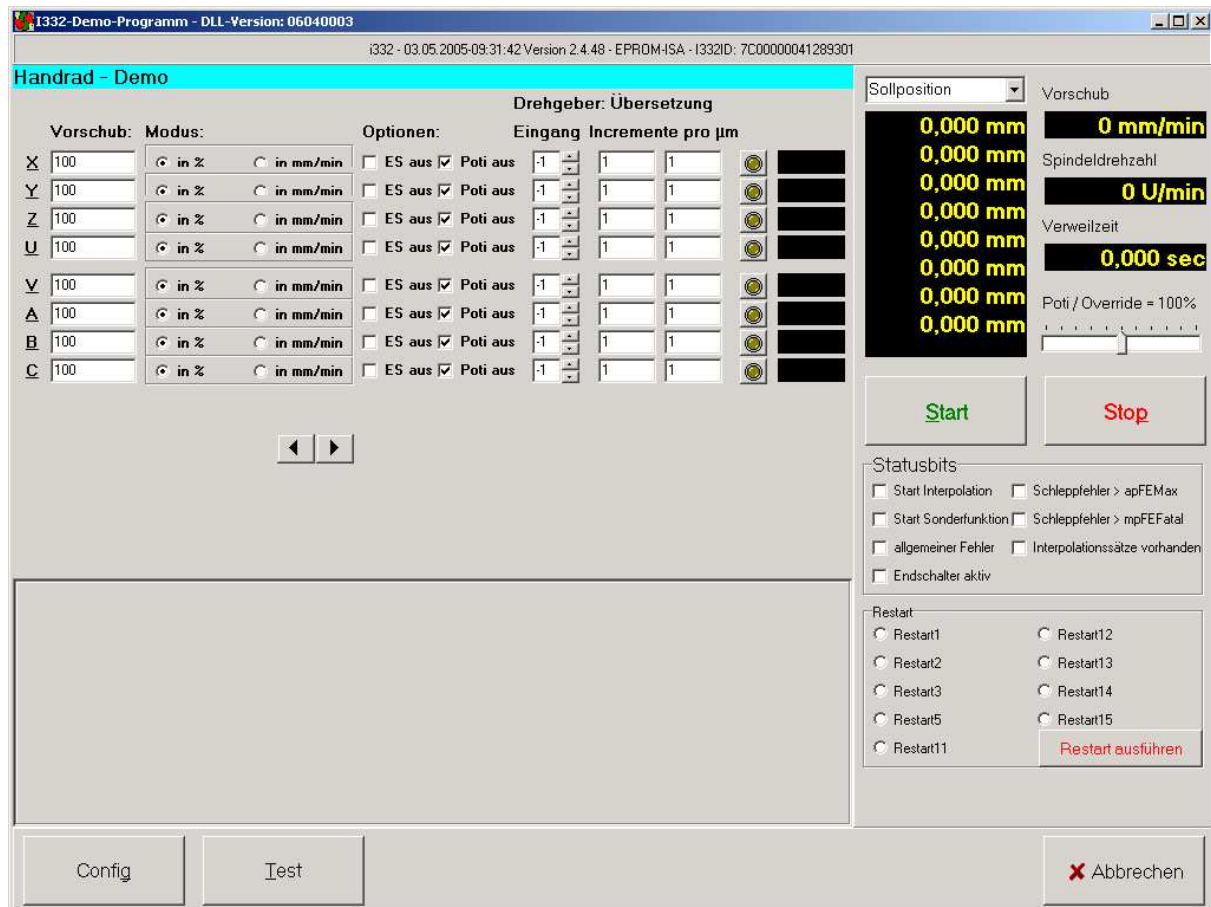 I332-Demo-Programm - DLL-Version: 06040003
i332 - 03.05.2005-09:31:42 Version 2.4.48 - EPROM-ISA - I332ID: 7C00000041289301
Handrad - Demo
Drehgeber: Übersetzung
Vorschub: Modus: Optionen: Eingang Incremente pro µm
X 100 in % in mm/min ES aus Poti aus -1 1 1
Y 100 in % in mm/min ES aus Poti aus -1 1 1
Z 100 in % in mm/min ES aus Poti aus -1 1 1
U 100 in % in mm/min ES aus Poti aus -1 1 1
V 100 in % in mm/min ES aus Poti aus -1 1 1
A 100 in % in mm/min ES aus Poti aus -1 1 1
B 100 in % in mm/min ES aus Poti aus -1 1 1
C 100 in % in mm/min ES aus Poti aus -1 1 1
Sollposition
0,000 mm
0,000 mm
0,000 mm
0,000 mm
0,000 mm
0,000 mm
0,000 mm
0,000 mm
Vorschub
0 mm/min
Spindeldrehzahl
0 U/min
Verweilzeit
0,000 sec
Poti / Override = 100%
Start
Stop
Statusbits
Start Interpolation Schleppfehler > apFEMax
Start Sonderfunktion Schleppfehler > mpFEFatal
allgemeiner Fehler Interpolationssätze vorhanden
Endschalter aktiv
Restart
Restart1 Restart12
Restart2 Restart13
Restart3 Restart14
Restart5 Restart15
Restart11 Restart ausführen
Config
Test
Abbrechen